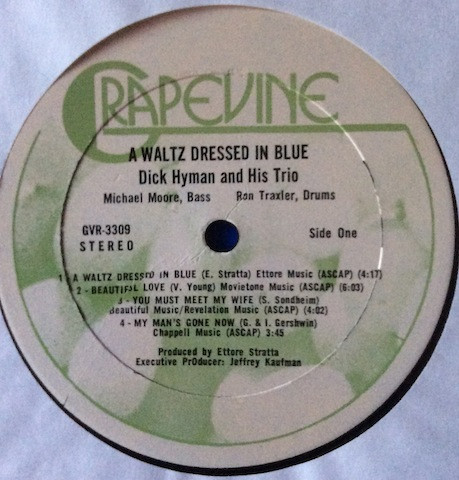 GRAPEVINE
A WALTZ DRESSED IN BLUE
Dick Hyman and His Trio
Michael Moore, Bass Ron Traxler, Drums
GVR-3309
STEREO
Side One
1 - A WALTZ DRESSED IN BLUE (E. Stratta) Ettore Music (ASCAP) (4:17)
2 - BEAUTIFUL LOVE (V. Young) Movietone Music (ASCAP) (6:03)
3 - YOU MUST MEET MY WIFE (S. Sondheim)
Beautiful Music/Revelation Music (ASCAP) (4:02)
4 - MY MAN'S GONE NOW (G. & I. Gershwin)
Chappell Music (ASCAP) 3:45
Produced by Ettore Stratta
Executive PrOducer: Jeffrey Kaufman